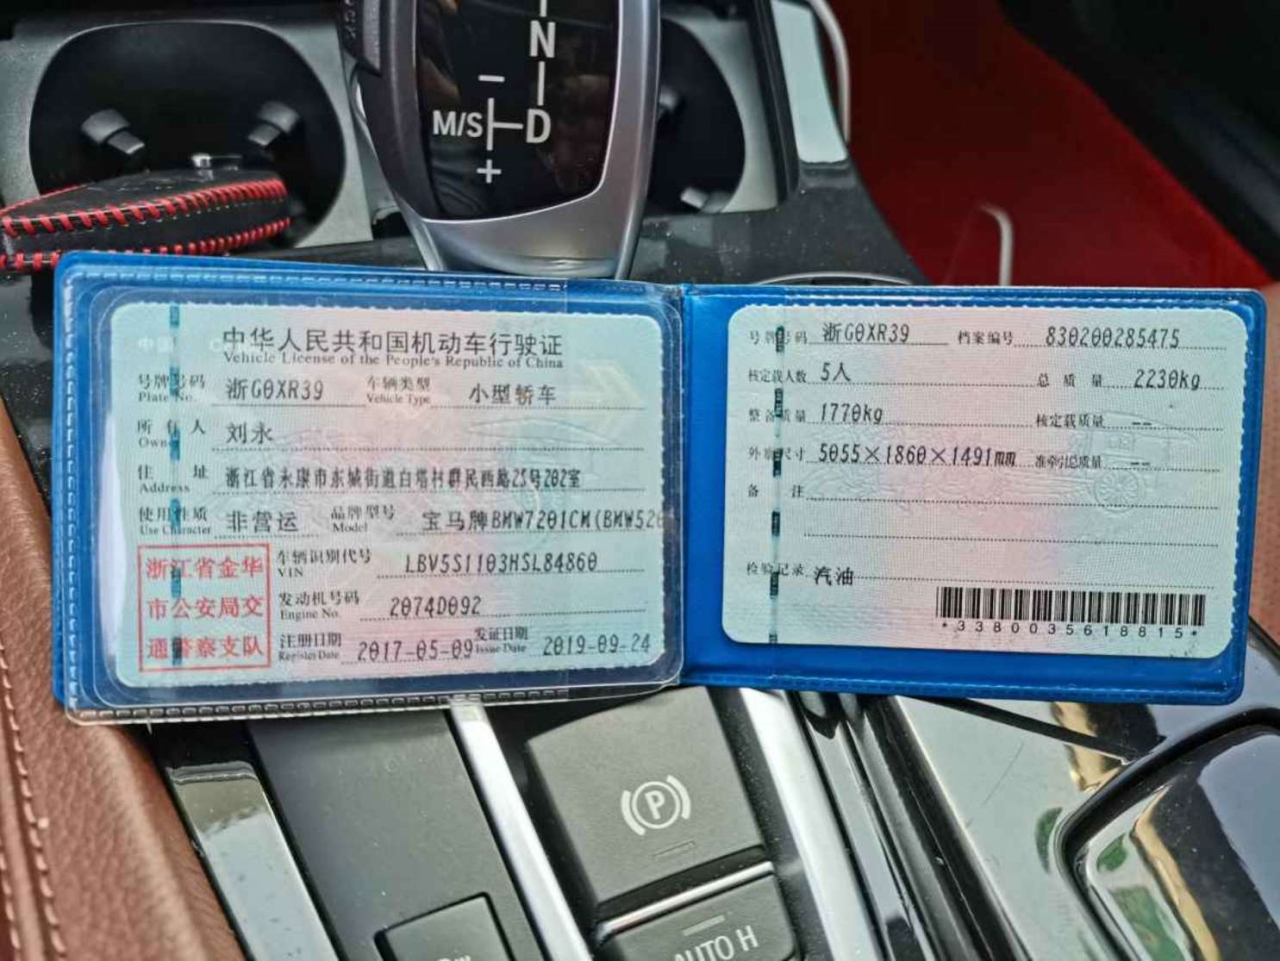 N
M/S D
中华人民共和国机动车行驶证
Vehicle License of the People's Republic of China
号牌号码 浙G0XR39 车辆类型 小型轿车
Plate No. Vehicle Type
所有人 刘永
Owner
住 址 浙江省永康市东城街道白塔村群民西路25号202室
Address
使用性质 非营运 品牌型号 宝马牌BMW7201CM(BMW520
Use Character Model
浙江省金华
市公安局交
通警察支队
车辆识别代号 LBV5S1103HSL84860
VIN
发动机号码 2074D092
Engine No.
注册日期 2017-05-09 发证日期 2019-09-24
Register Date Issue Date
号牌号码 浙G0XR39 档案编号 830200285475
核定载人数 5人 总质量 2230kg
整备质量 1770kg 核定载质量 --
外廓尺寸 5055×1860×1491mm 准牵引总质量 --
备 注
检验记录 汽油
*3380035618815*
P
AUTO H